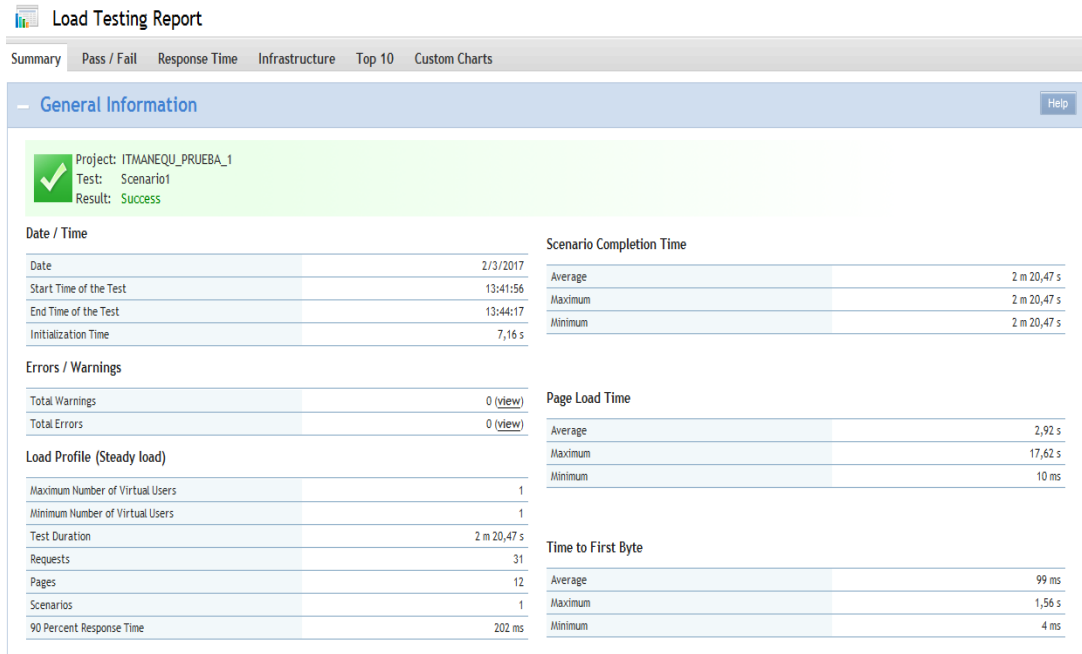 Load Testing Report
Summary Pass / Fail Response Time Infrastructure Top 10 Custom Charts
General Information
Help
Project: ITMANEQU_PRUEBA_1
Test: Scenario1
Result: Success
Date / Time
Date 2/3/2017
Start Time of the Test 13:41:56
End Time of the Test 13:44:17
Initialization Time 7,16 s
Errors / Warnings
Total Warnings 0 (view)
Total Errors 0 (view)
Load Profile (Steady load)
Maximum Number of Virtual Users 1
Minimum Number of Virtual Users 1
Test Duration 2 m 20,47 s
Requests 31
Pages 12
Scenarios 1
90 Percent Response Time 202 ms
Scenario Completion Time
Average 2 m 20,47 s
Maximum 2 m 20,47 s
Minimum 2 m 20,47 s
Page Load Time
Average 2,92 s
Maximum 17,62 s
Minimum 10 ms
Time to First Byte
Average 99 ms
Maximum 1,56 s
Minimum 4 ms